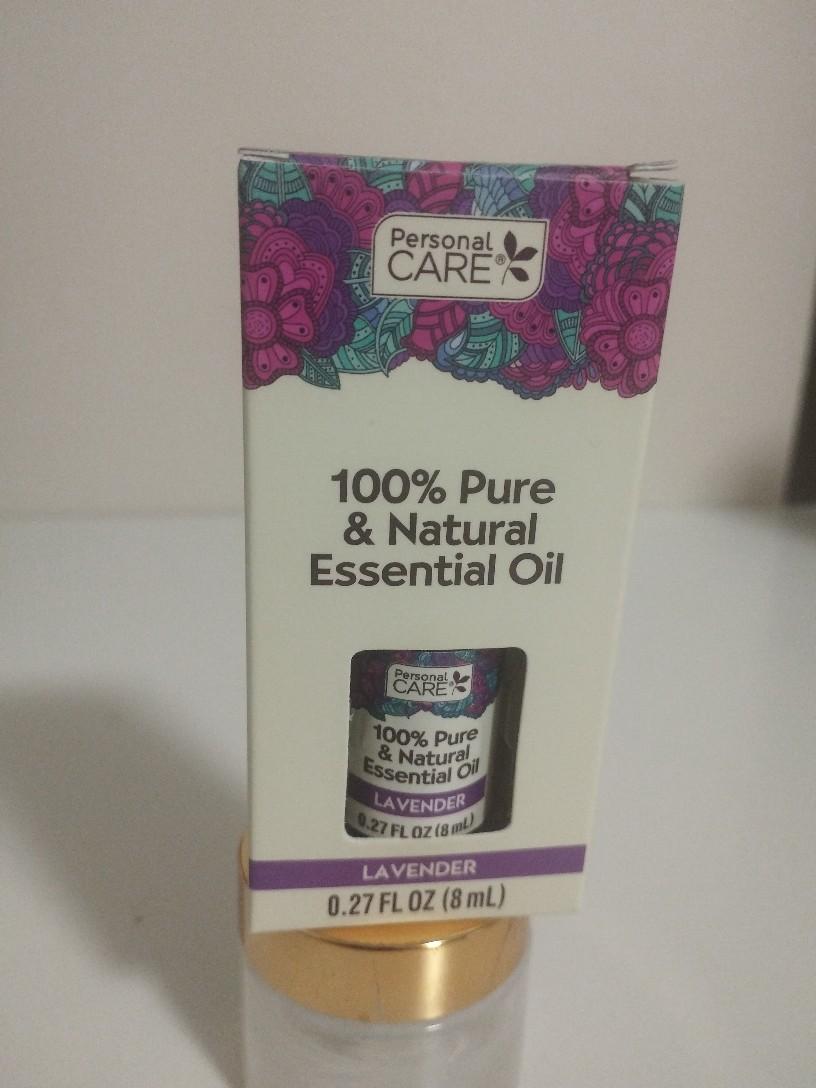 Personal
CARE®
100% Pure
& Natural
Essential Oil
Personal
CARE®
100% Pure
& Natural
Essential Oil
LAVENDER
0.27 FL OZ (8 mL)
LAVENDER
0.27 FL OZ (8 mL)